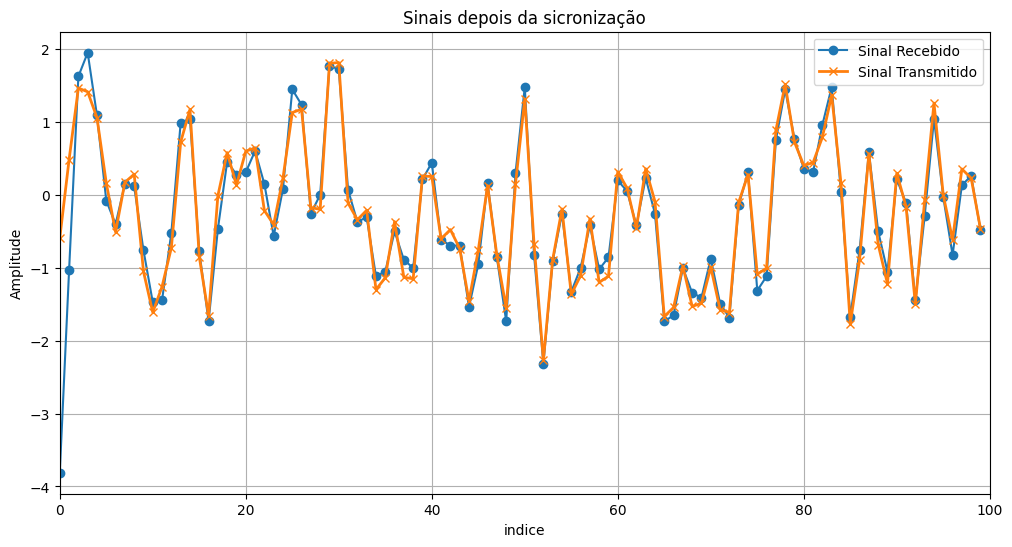 Sinais depois da sicronização
Sinal Recebido
Sinal Transmitido
Amplitude
2
1
0
−1
−2
−3
−4
0
20
40
60
80
100
indice